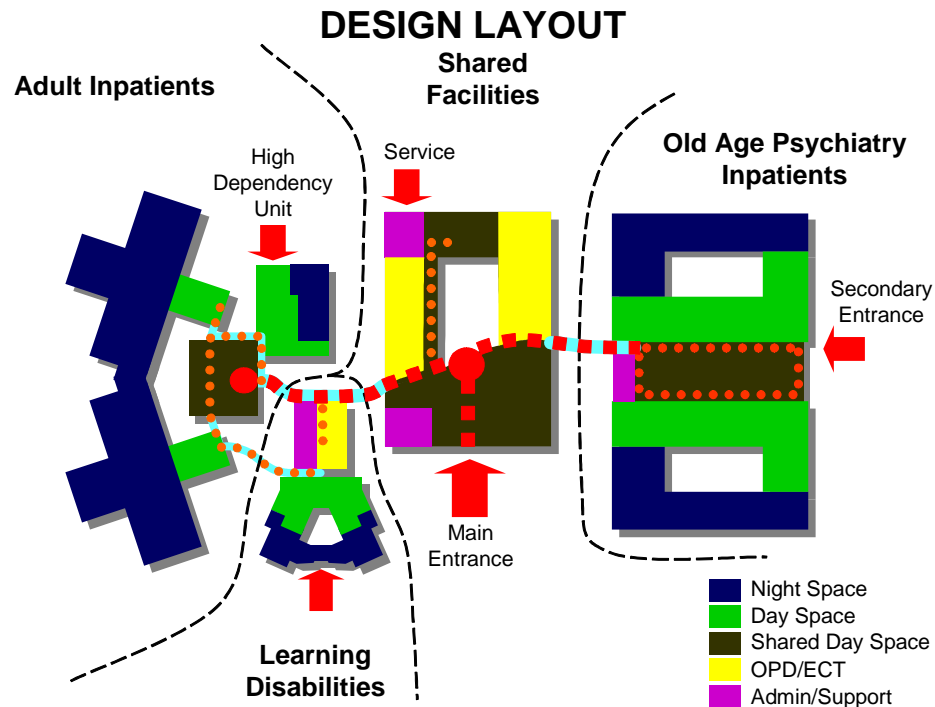 DESIGN LAYOUT
Adult Inpatients
Shared
Facilities
Old Age Psychiatry
Inpatients
High
Dependency
Unit
Service
Secondary
Entrance
Main
Entrance
Learning
Disabilities
Night Space
Day Space
Shared Day Space
OPD/ECT
Admin/Support